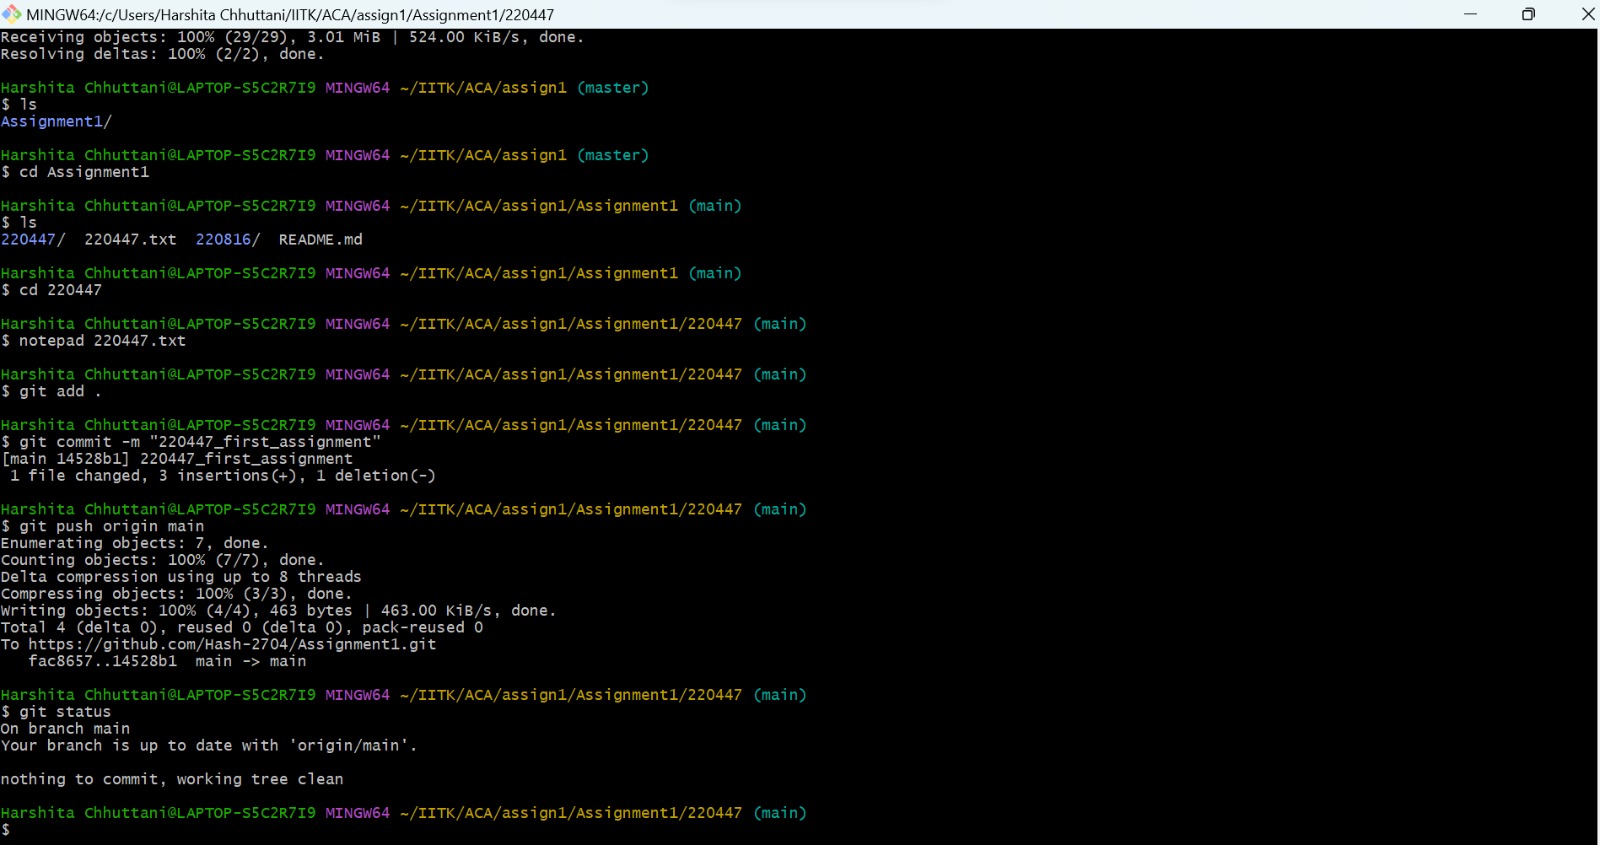 MINGW64:/c/Users/Harshita Chhuttani/IITK/ACA/assign1/Assignment1/220447
Receiving objects: 100% (29/29), 3.01 MiB | 524.00 KiB/s, done.
Resolving deltas: 100% (2/2), done.
Harshita Chhuttani@LAPTOP-S5C2R7I9 MINGW64 ~/IITK/ACA/assign1 (master)
$ ls
Assignment1/
Harshita Chhuttani@LAPTOP-S5C2R7I9 MINGW64 ~/IITK/ACA/assign1 (master)
$ cd Assignment1
Harshita Chhuttani@LAPTOP-S5C2R7I9 MINGW64 ~/IITK/ACA/assign1/Assignment1 (main)
$ ls
220447/  220447.txt  220816/  README.md
Harshita Chhuttani@LAPTOP-S5C2R7I9 MINGW64 ~/IITK/ACA/assign1/Assignment1 (main)
$ cd 220447
Harshita Chhuttani@LAPTOP-S5C2R7I9 MINGW64 ~/IITK/ACA/assign1/Assignment1/220447 (main)
$ notepad 220447.txt
Harshita Chhuttani@LAPTOP-S5C2R7I9 MINGW64 ~/IITK/ACA/assign1/Assignment1/220447 (main)
$ git add .
Harshita Chhuttani@LAPTOP-S5C2R7I9 MINGW64 ~/IITK/ACA/assign1/Assignment1/220447 (main)
$ git commit -m "220447_first_assignment"
[main 14528b1] 220447_first_assignment
 1 file changed, 3 insertions(+), 1 deletion(-)
Harshita Chhuttani@LAPTOP-S5C2R7I9 MINGW64 ~/IITK/ACA/assign1/Assignment1/220447 (main)
$ git push origin main
Enumerating objects: 7, done.
Counting objects: 100% (7/7), done.
Delta compression using up to 8 threads
Compressing objects: 100% (3/3), done.
Writing objects: 100% (4/4), 463 bytes | 463.00 KiB/s, done.
Total 4 (delta 0), reused 0 (delta 0), pack-reused 0
To https://github.com/Hash-2704/Assignment1.git
   fac8657..14528b1  main -> main
Harshita Chhuttani@LAPTOP-S5C2R7I9 MINGW64 ~/IITK/ACA/assign1/Assignment1/220447 (main)
$ git status
On branch main
Your branch is up to date with 'origin/main'.
nothing to commit, working tree clean
Harshita Chhuttani@LAPTOP-S5C2R7I9 MINGW64 ~/IITK/ACA/assign1/Assignment1/220447 (main)
$